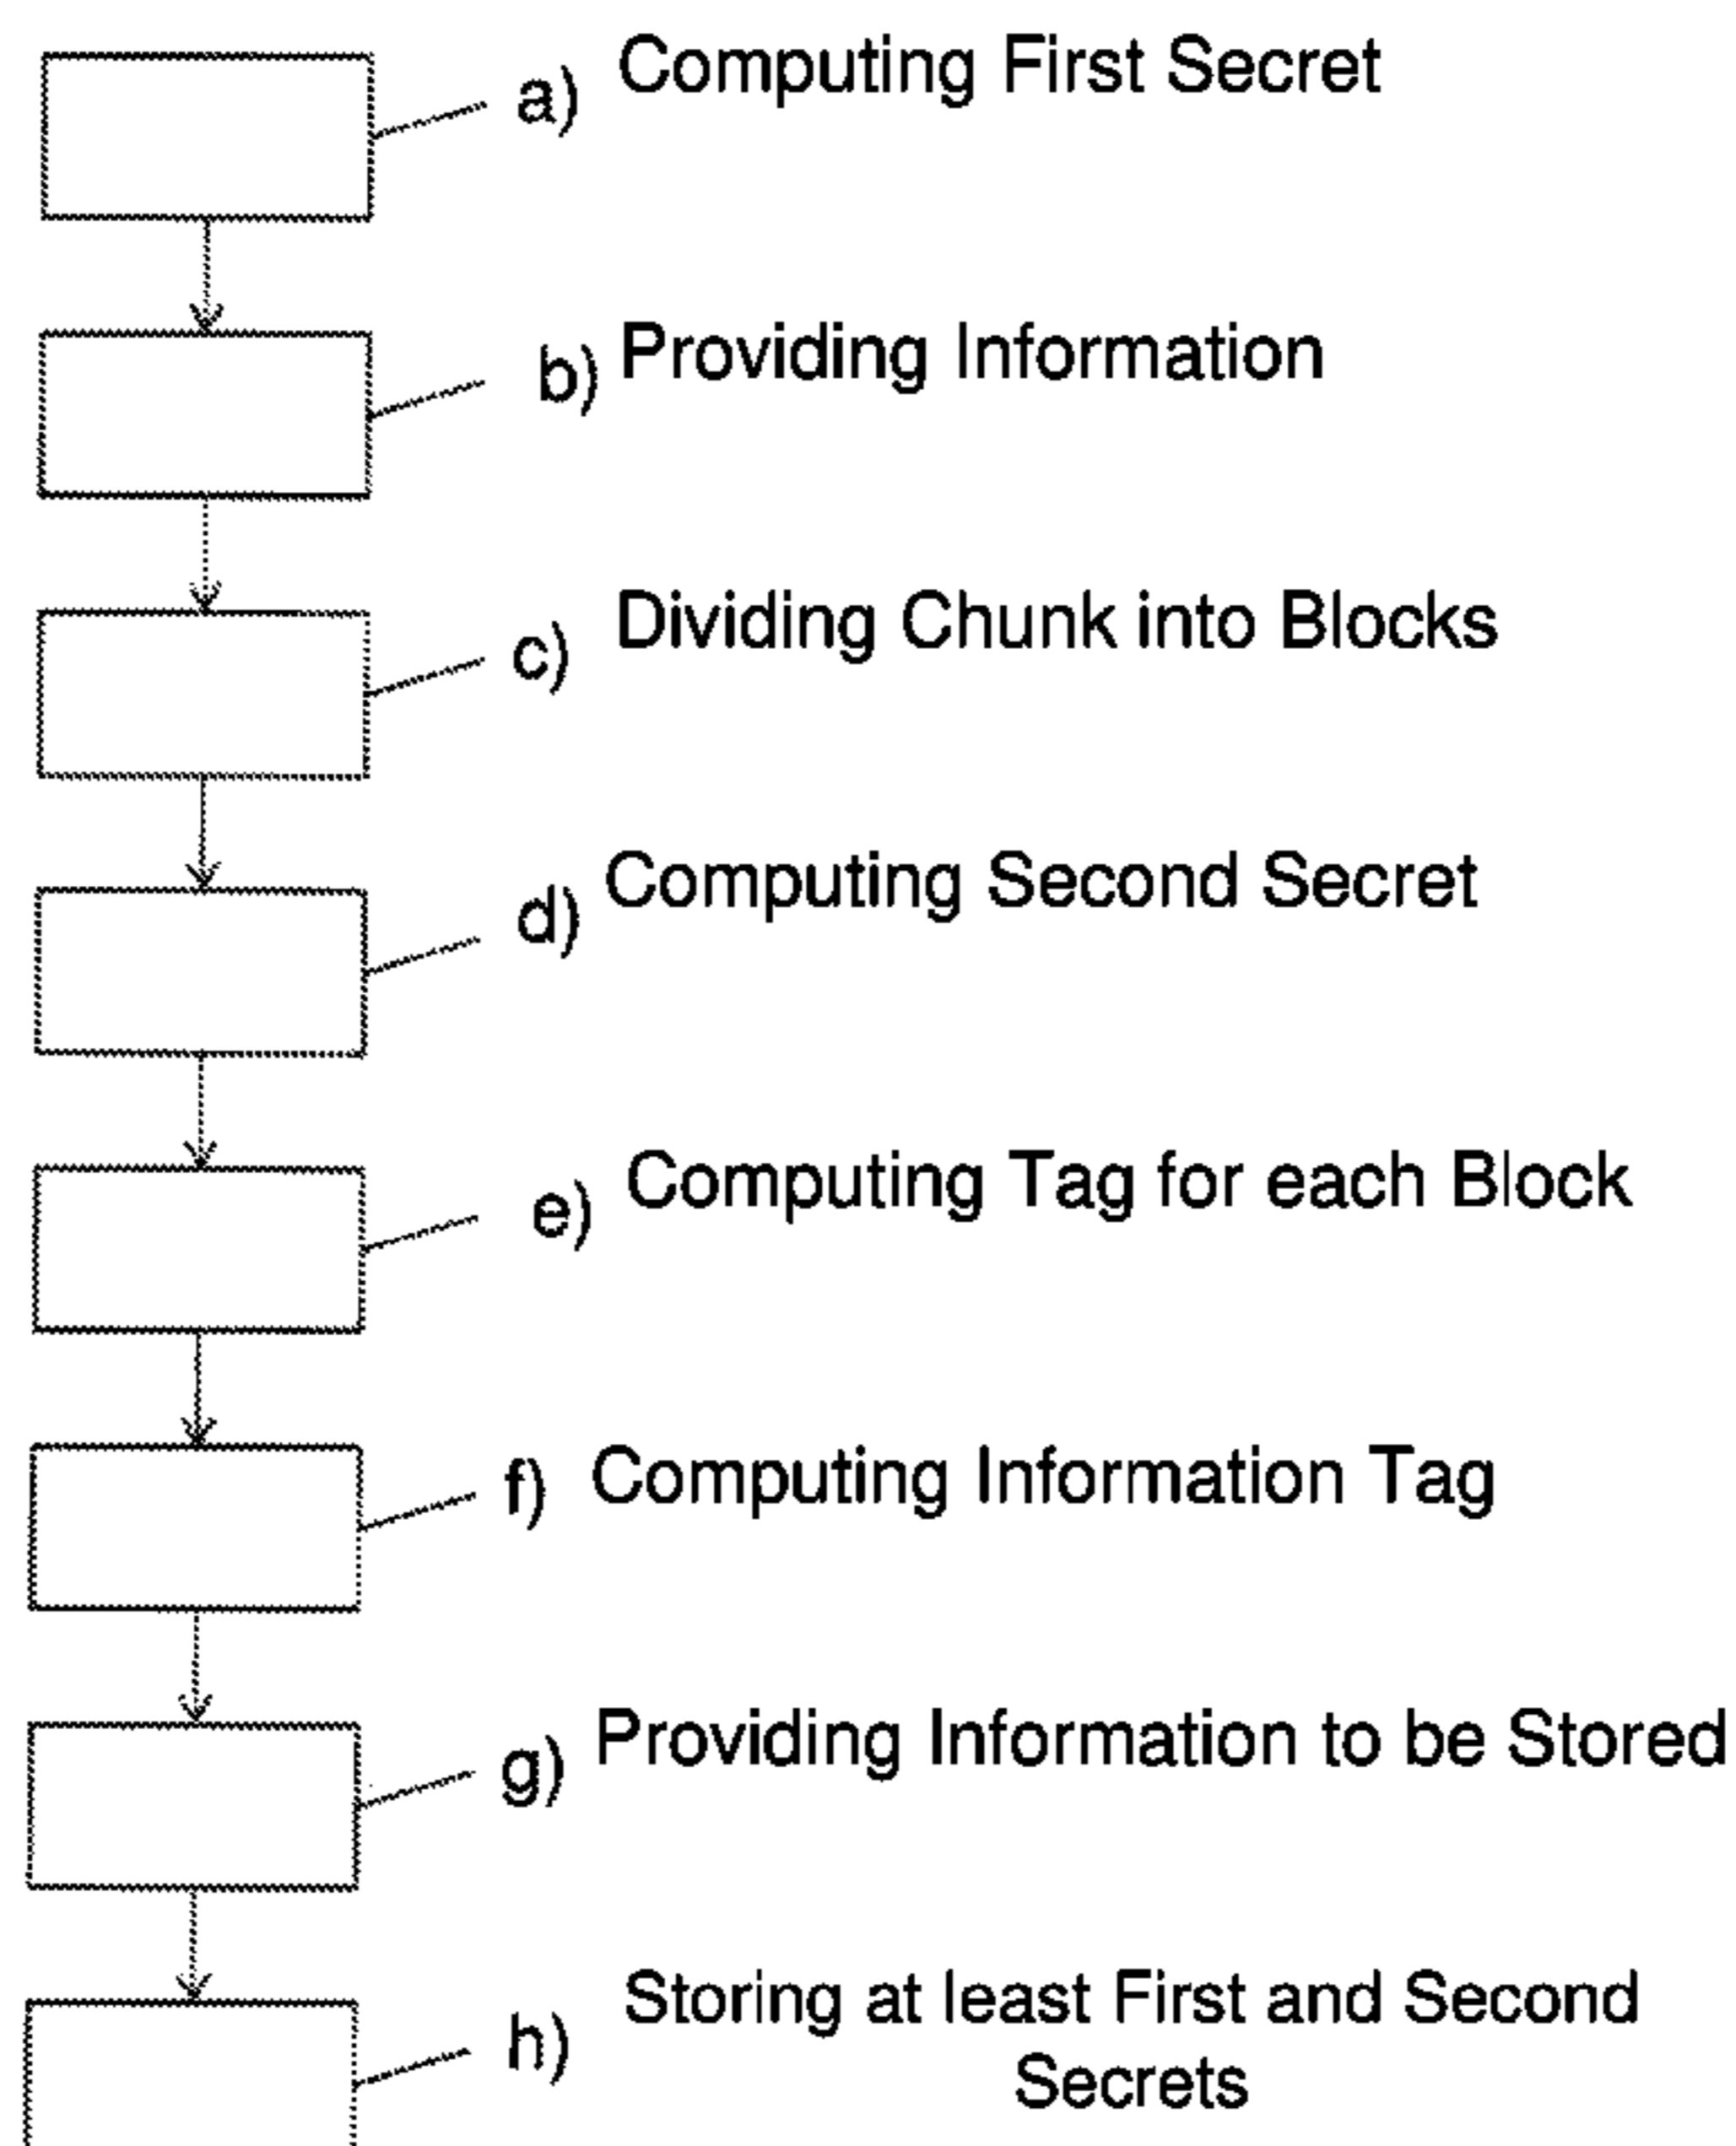 a) Computing First Secret
b) Providing Information
c) Dividing Chunk into Blocks
d) Computing Second Secret
e) Computing Tag for each Block
f) Computing Information Tag
g) Providing Information to be Stored
h) Storing at least First and Second
Secrets